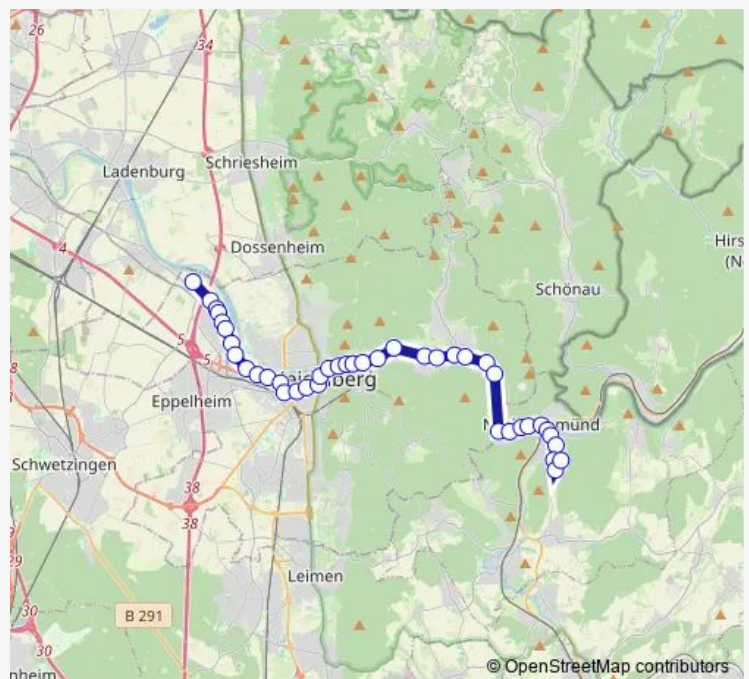 26
34
Ladenburg
Schriesheim
Dossenheim
4
Schönau
5
5
Eppelheim
Schwetzingen
38
38
Leimen
29
B 291
30
30
© OpenStreetMap contributors